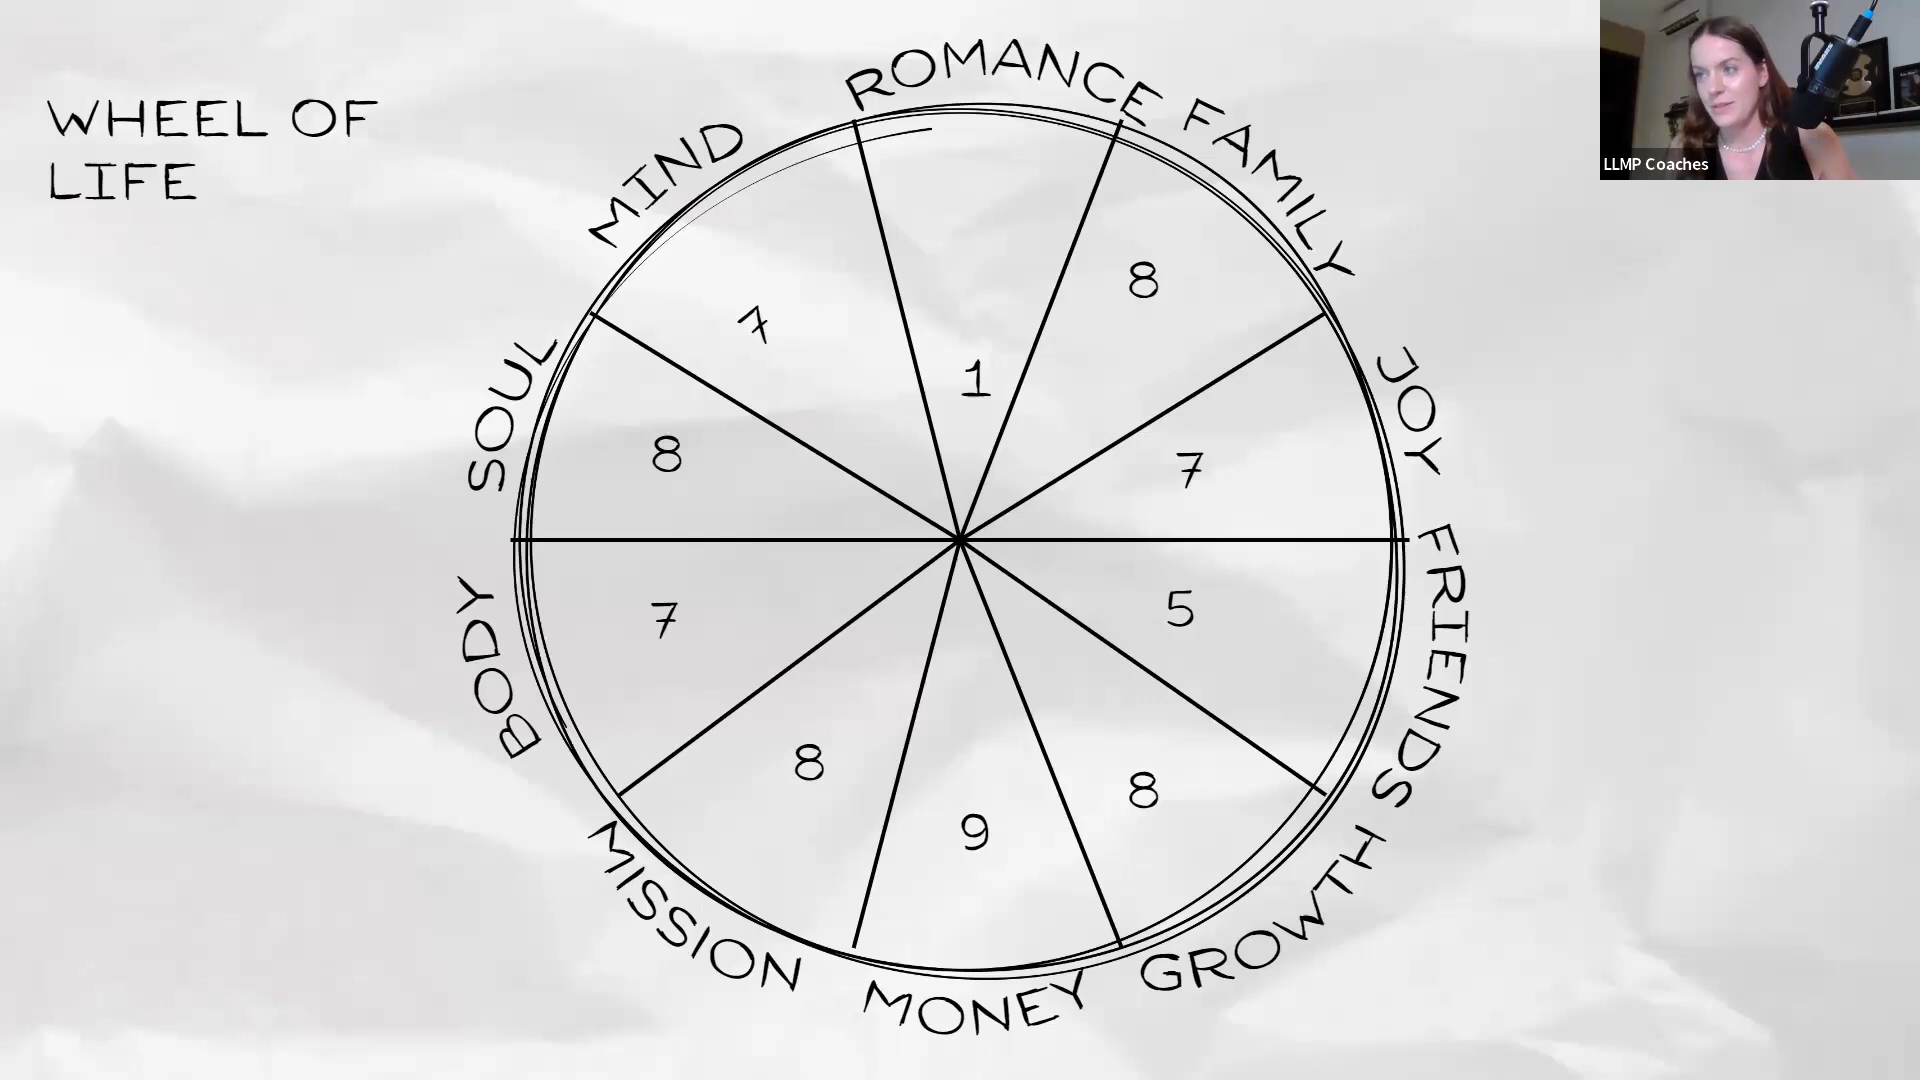 WHEEL OF
LIFE
ROMANCE
FAMILY
JOY
FRIENDS
GROWTH
MONEY
MISSION
BODY
SOUL
MIND
1
8
7
5
8
9
8
7
8
7
LLMP Coaches